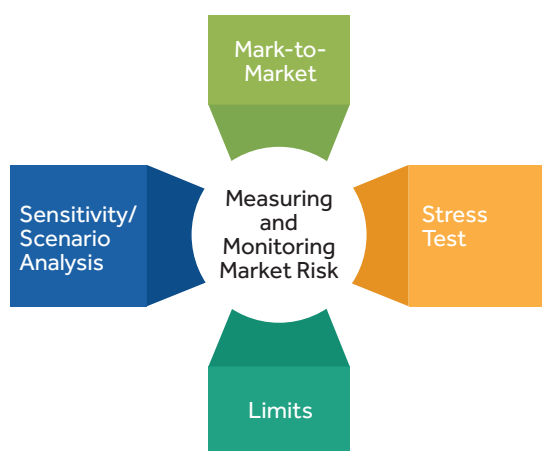 Mark-to-
Market
Sensitivity/
Scenario
Analysis
Measuring
and
Monitoring
Market Risk
Stress
Test
Limits